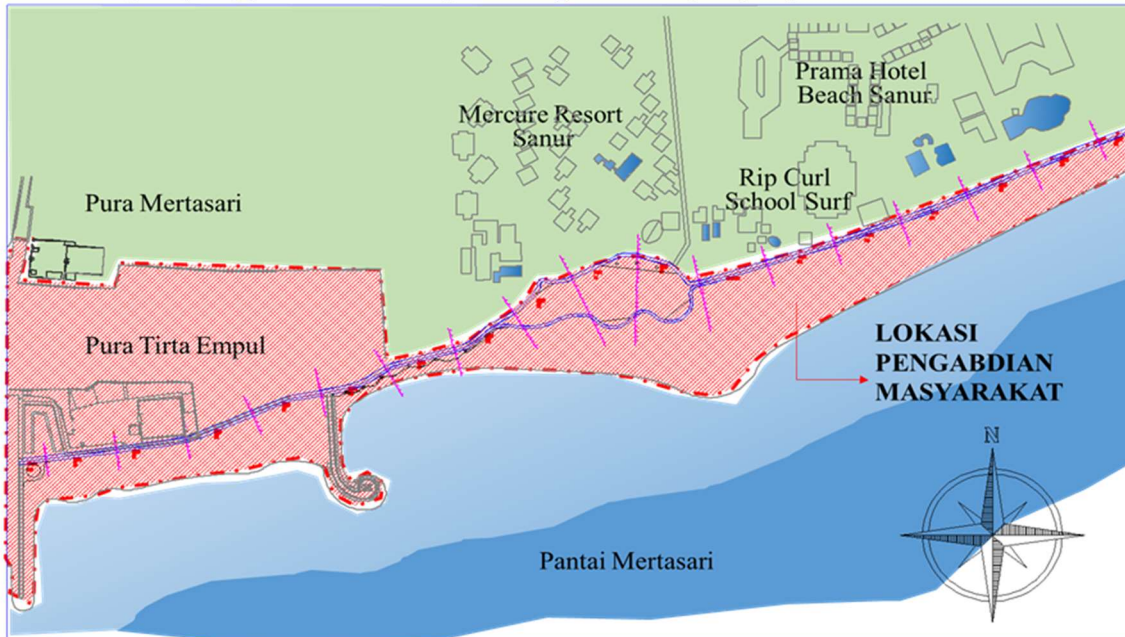 Prama Hotel
Beach Sanur
Mercure Resort
Sanur
Rip Curl
School Surf
Pura Mertasari
Pura Tirta Empul
LOKASI
PENGABDIAN
MASYARAKAT
N
Pantai Mertasari